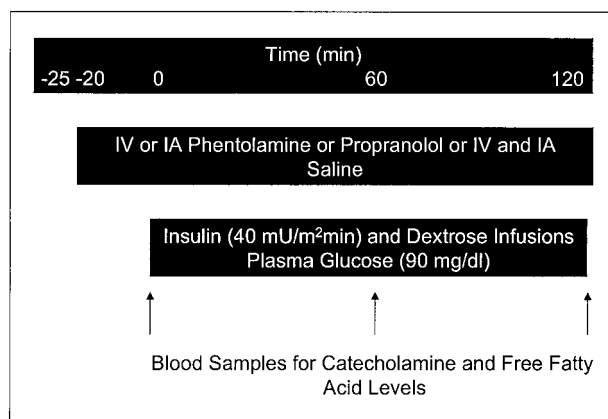 Time (min)
-25 -20 0 60 120
IV or IA Phentolamine or Propranolol or IV and IA
Saline
Insulin (40 mU/m²min) and Dextrose Infusions
Plasma Glucose (90 mg/dl)
Blood Samples for Catecholamine and Free Fatty
Acid Levels